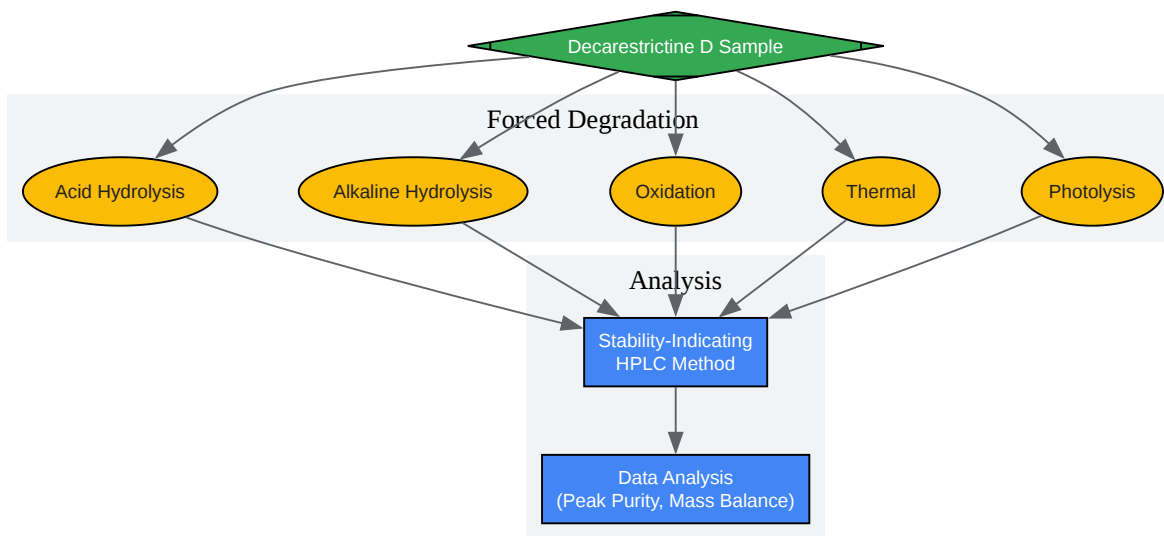 Decarestrictine D Sample
Forced Degradation
Acid Hydrolysis
Alkaline Hydrolysis
Oxidation
Thermal
Photolysis
Analysis
Stability-Indicating
HPLC Method
Data Analysis
(Peak Purity, Mass Balance)